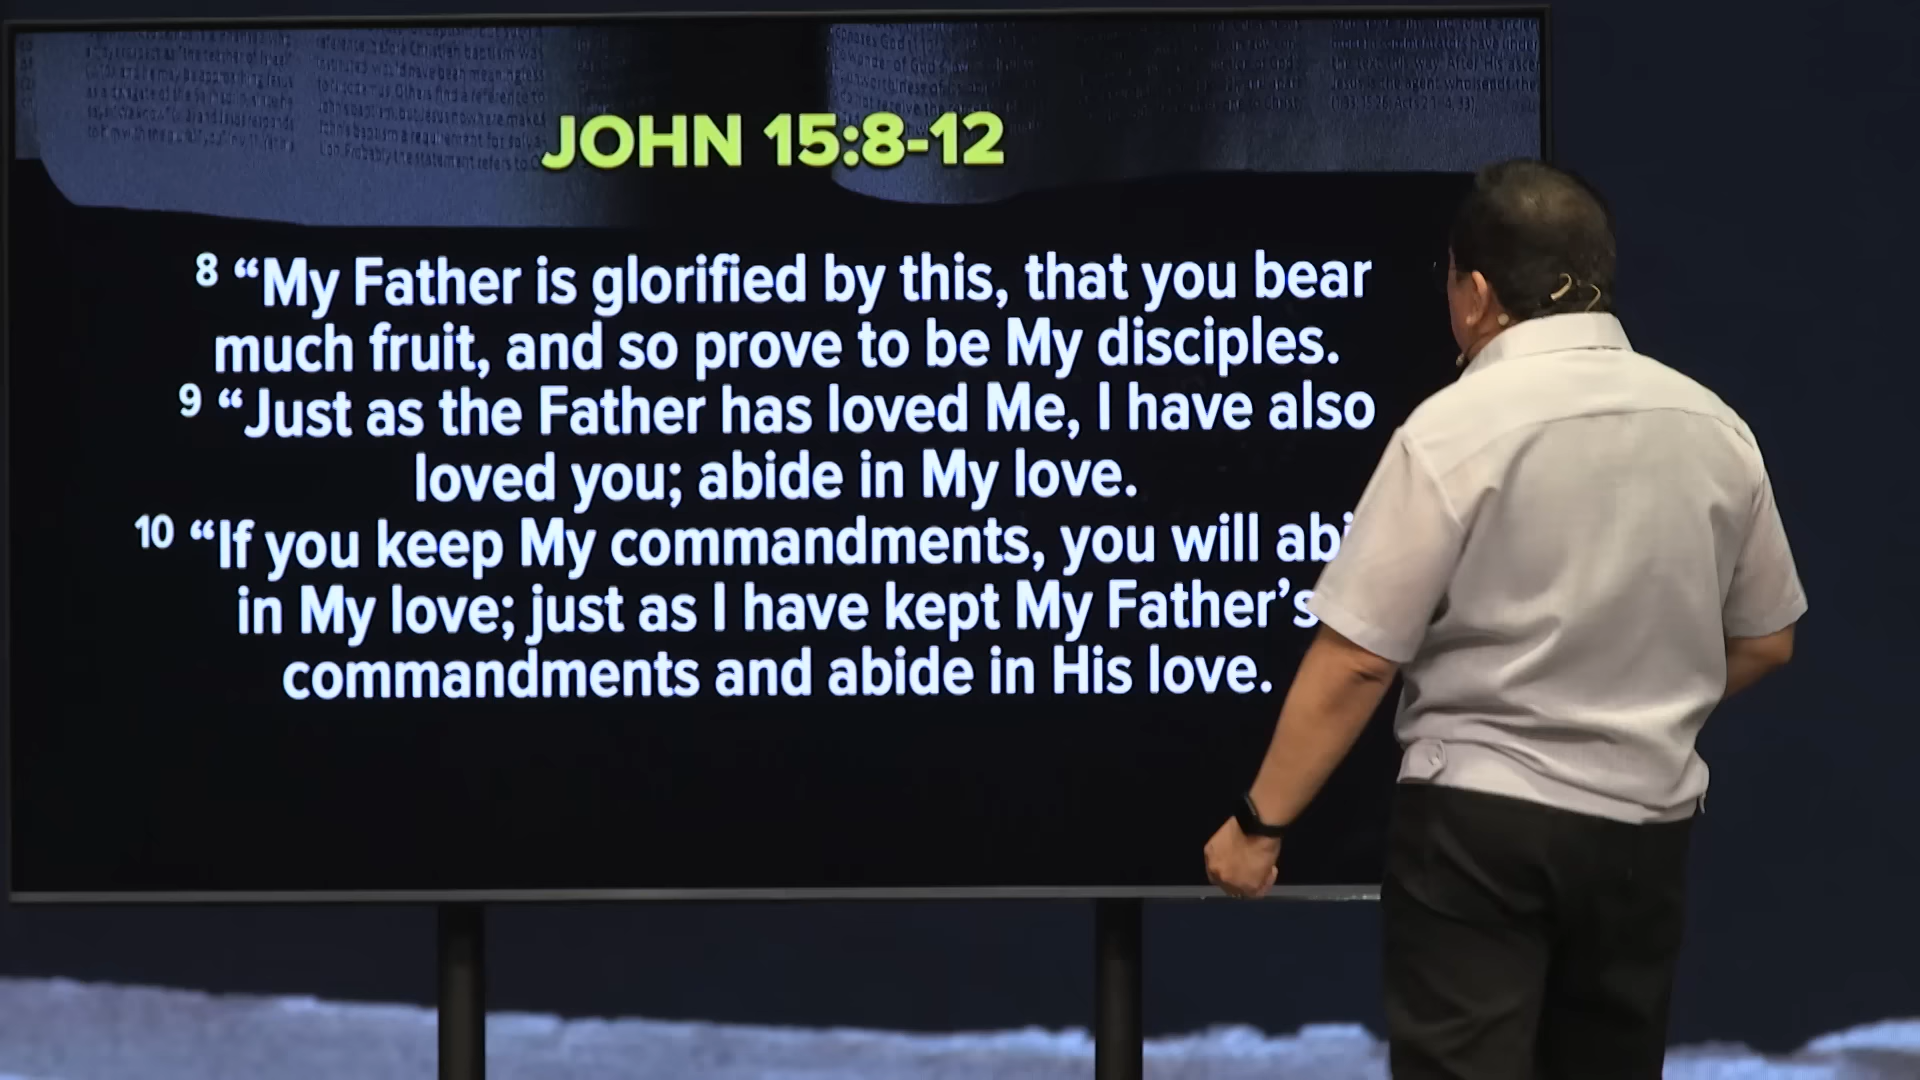 JOHN 15:8-12
8 “My Father is glorified by this, that you bear
much fruit, and so prove to be My disciples.
9 “Just as the Father has loved Me, I have also
loved you; abide in My love.
10 “If you keep My commandments, you will abi
in My love; just as I have kept My Father’s
commandments and abide in His love.